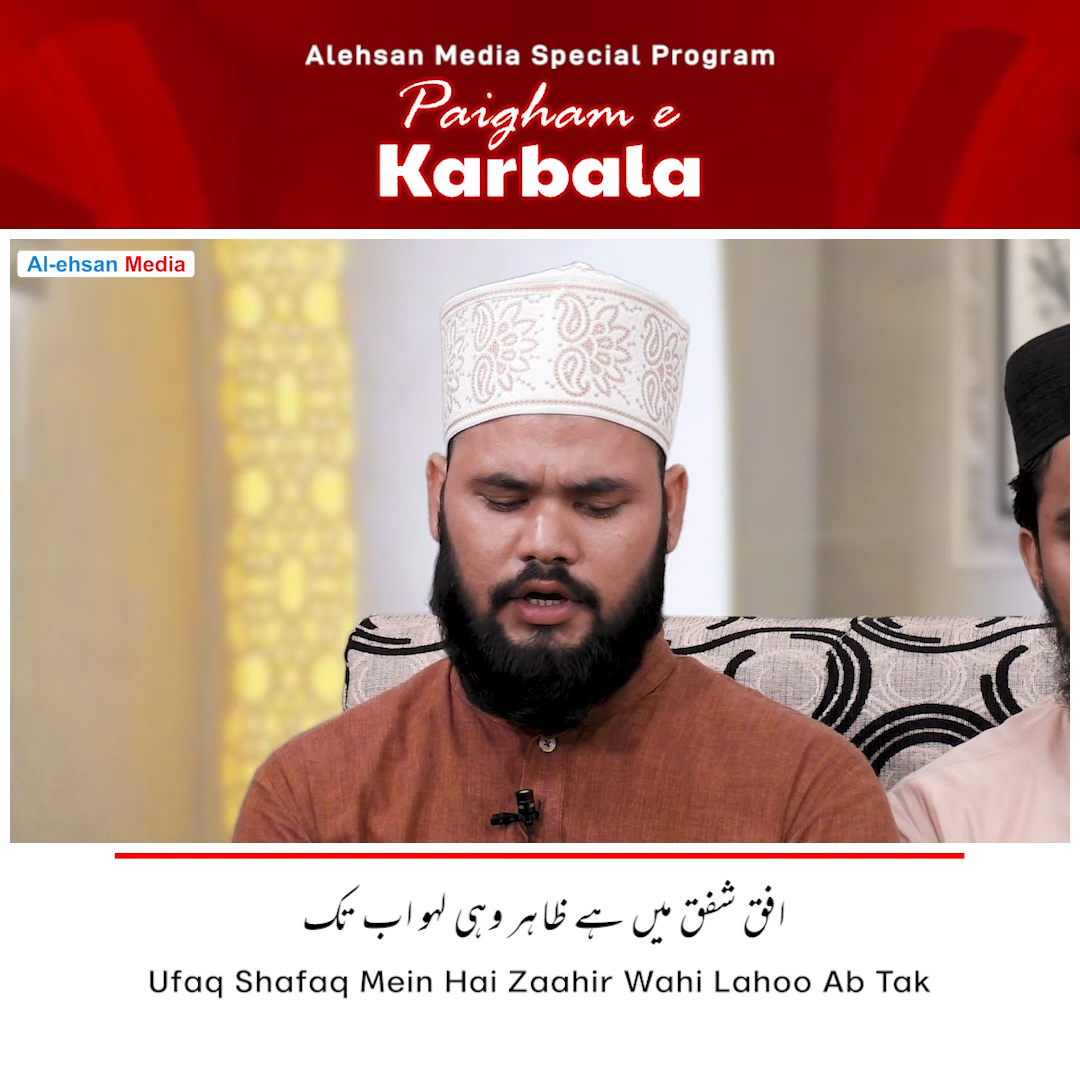 Alehsan Media Special Program
Paigham e
Karbala
Al-ehsan Media
افق شفق میں ہے ظاہر وہی لہو اب تک
Ufaq Shafaq Mein Hai Zaahir Wahi Lahoo Ab Tak